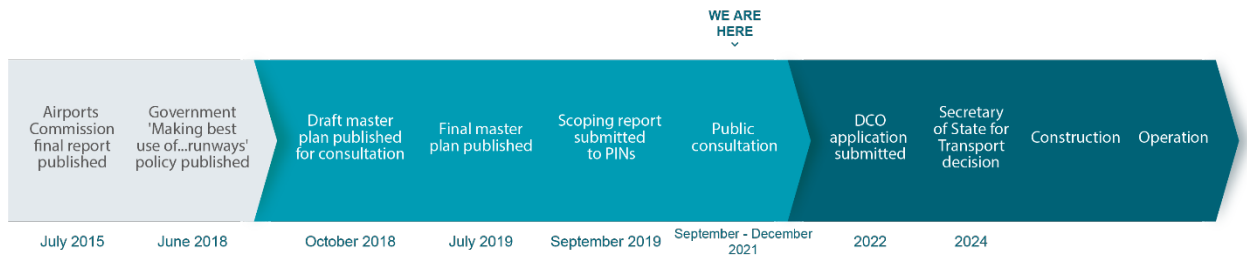 WE ARE
HERE
Airports
Commission
final report
published
Government
'Making best
use of...runways'
policy published
Draft master
plan published
for consultation
Final master
plan published
Scoping report
submitted
to PINs
Public
consultation
DCO
application
submitted
Secretary
of State for
Transport
decision
Construction
Operation
July 2015
June 2018
October 2018
July 2019
September 2019
September - December
2021
2022
2024